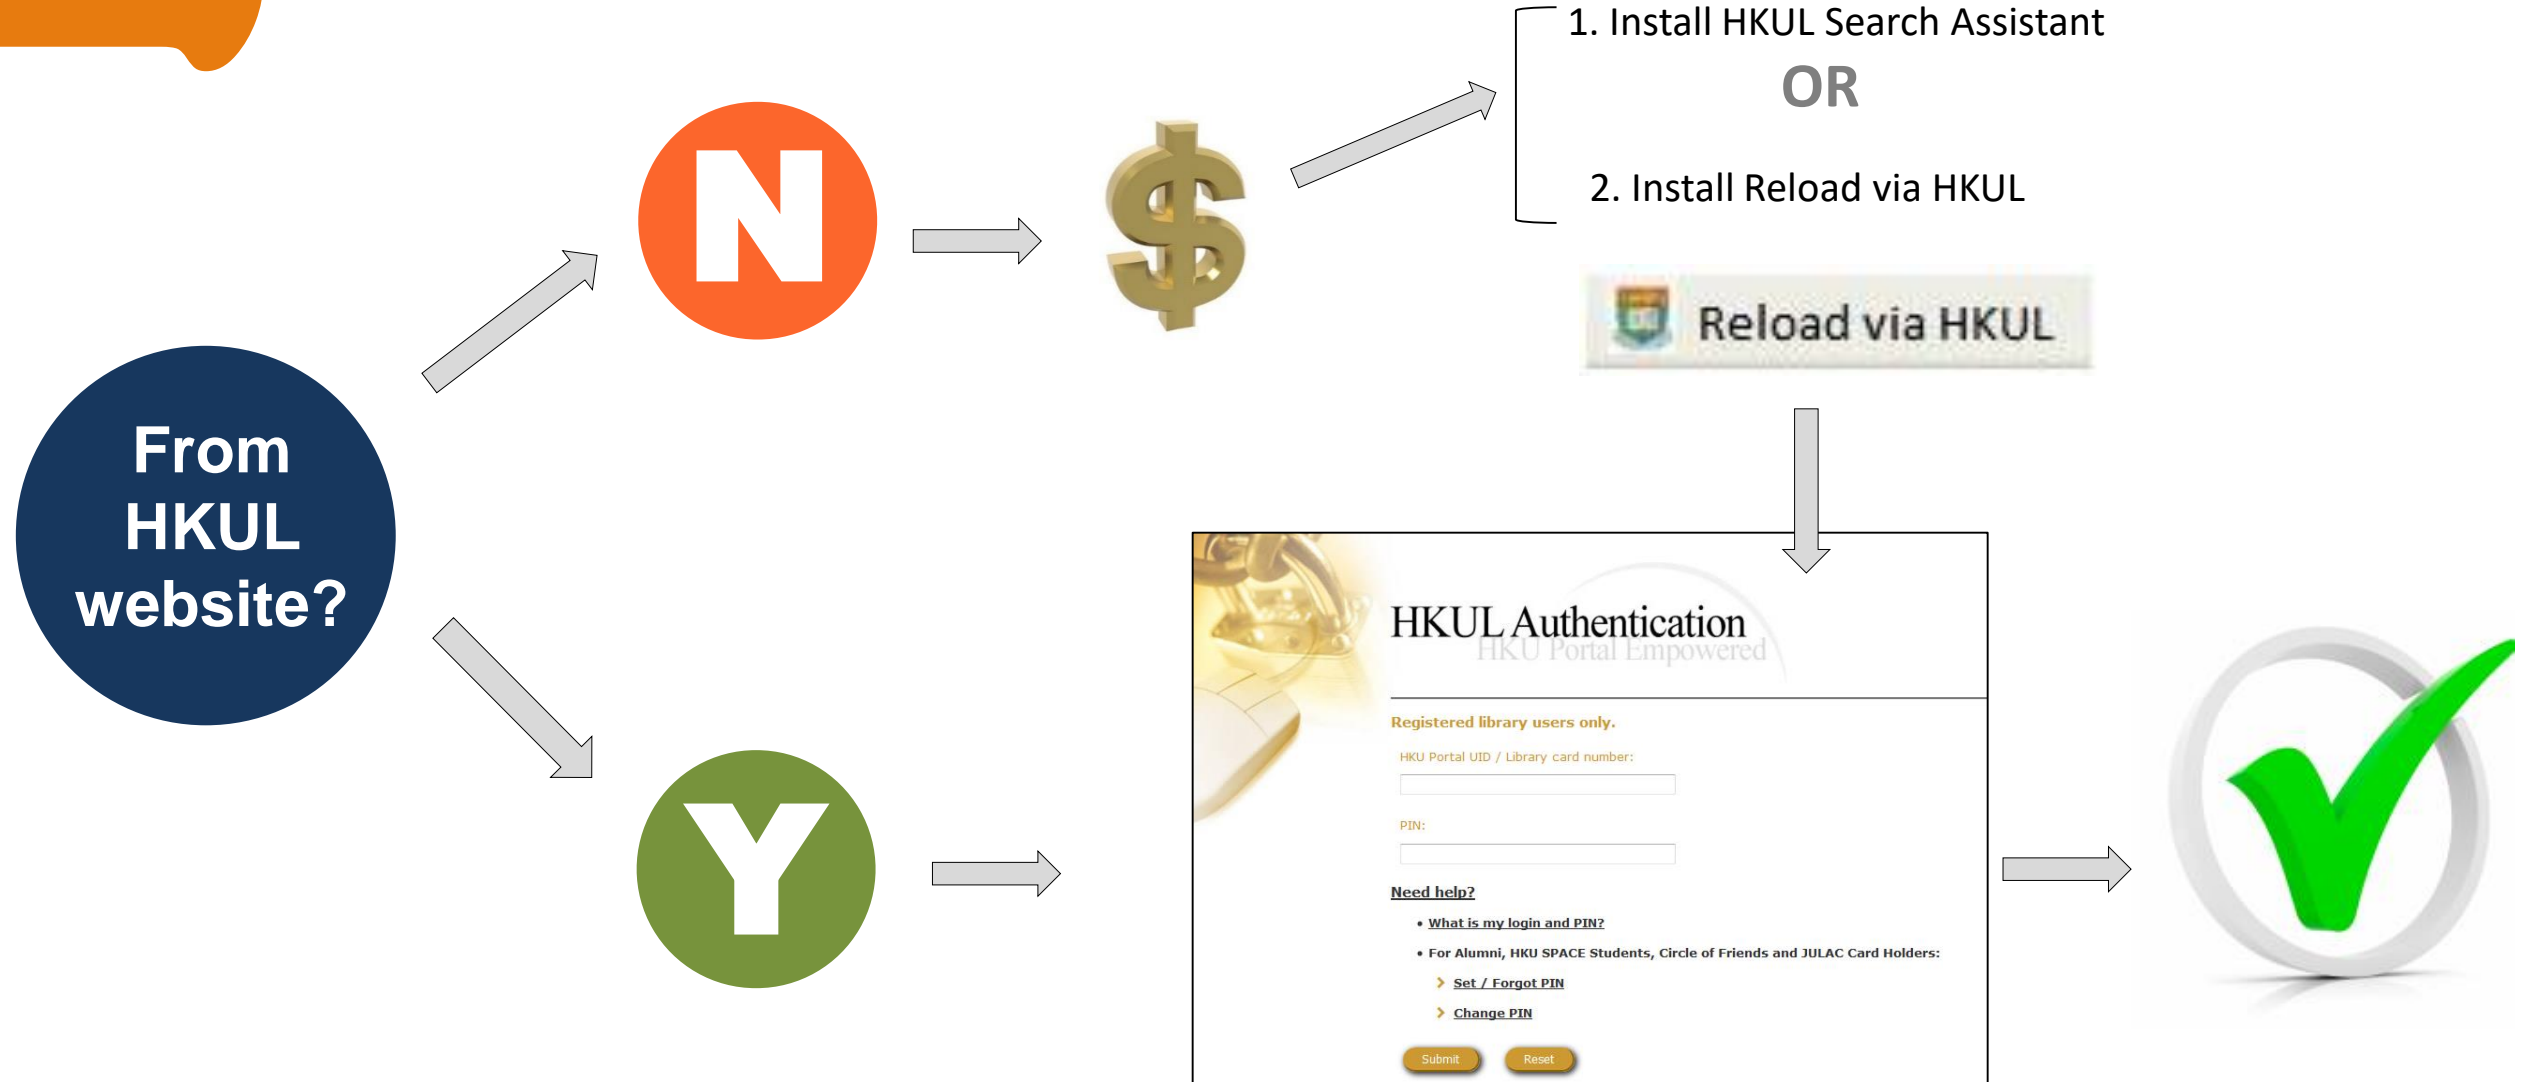 1. Install HKUL Search Assistant
OR
2. Install Reload via HKUL
N
$
Reload via HKUL
From
HKUL
website?
Y
HKUL Authentication
HKU Portal Empowered
Registered library users only.
HKU Portal UID / Library card number:
PIN:
Need help?
• What is my login and PIN?
• For Alumni, HKU SPACE Students, Circle of Friends and JULAC Card Holders:
Set / Forgot PIN
Change PIN
Submit Reset